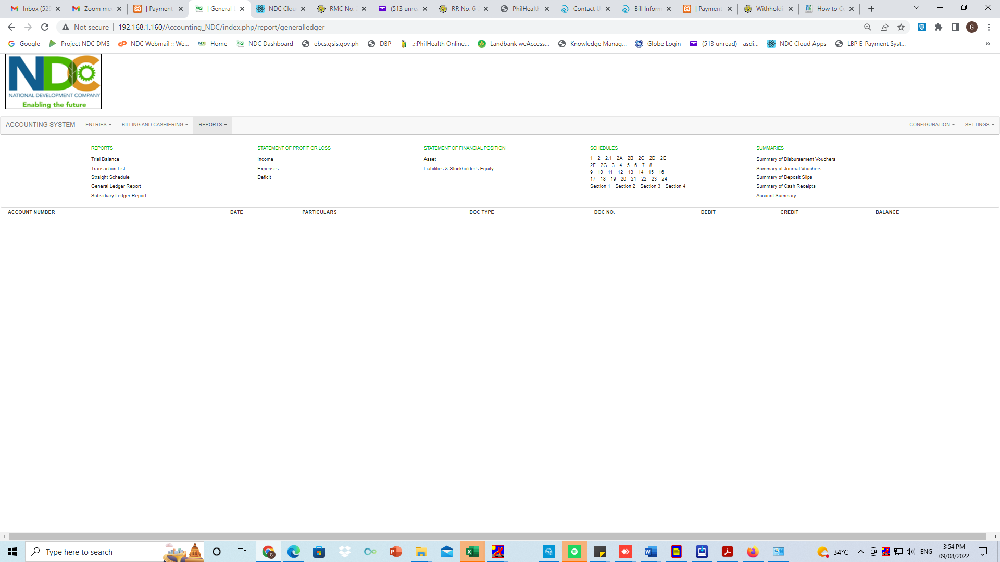 Inbox (529
Zoom mee
| Payment
| General L
NDC Clou
RMC No.
(513 unre
RR No. 6-
PhilHealth
Contact U
Bill Inform
| Payment
Withholdi
How to Co
Not secure
192.168.1.160/Accounting_NDC/index.php/report/generalledger
G
Google
Project NDC DMS
NDC Webmail :: We...
Home
NDC Dashboard
ebcs.gsis.gov.ph
DBP
.::PhilHealth Online...
Landbank weAccess...
Knowledge Manag...
Globe Login
(513 unread) - asdi...
NDC Cloud Apps
LBP E-Payment Syst...
»
NDC
NATIONAL DEVELOPMENT COMPANY
Enabling the future
ACCOUNTING SYSTEM ENTRIES BILLING AND CASHIERING REPORTS CONFIGURATION SETTINGS
REPORTS
Trial Balance
Transaction List
Straight Schedule
General Ledger Report
Subsidiary Ledger Report
STATEMENT OF PROFIT OR LOSS
Income
Expenses
Deficit
STATEMENT OF FINANCIAL POSITION
Asset
Liabilities & Stockholder's Equity
SCHEDULES
1 2 2.1 2A 2B 2C 2D 2E
2F 2G 3 4 5 6 7 8
9 10 11 12 13 14 15 16
17 18 19 20 21 22 23 24
Section 1 Section 2 Section 3 Section 4
SUMMARIES
Summary of Disbursement Vouchers
Summary of Journal Vouchers
Summary of Deposit Slips
Summary of Cash Receipts
Account Summary
ACCOUNT NUMBER DATE PARTICULARS DOC TYPE DOC NO. DEBIT CREDIT BALANCE
Type here to search
34°C
ENG
3:54 PM
09/08/2022